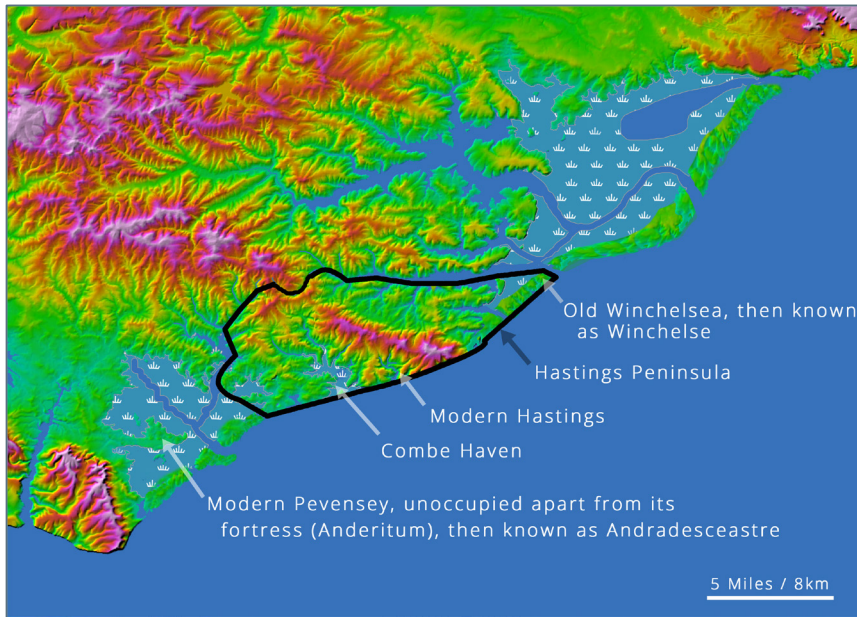 Old Winchelsea, then known
as Winchelse
Hastings Peninsula
Modern Hastings
Combe Haven
Modern Pevensey, unoccupied apart from its
fortress (Anderitum), then known as Andradesceastre
5 Miles / 8km